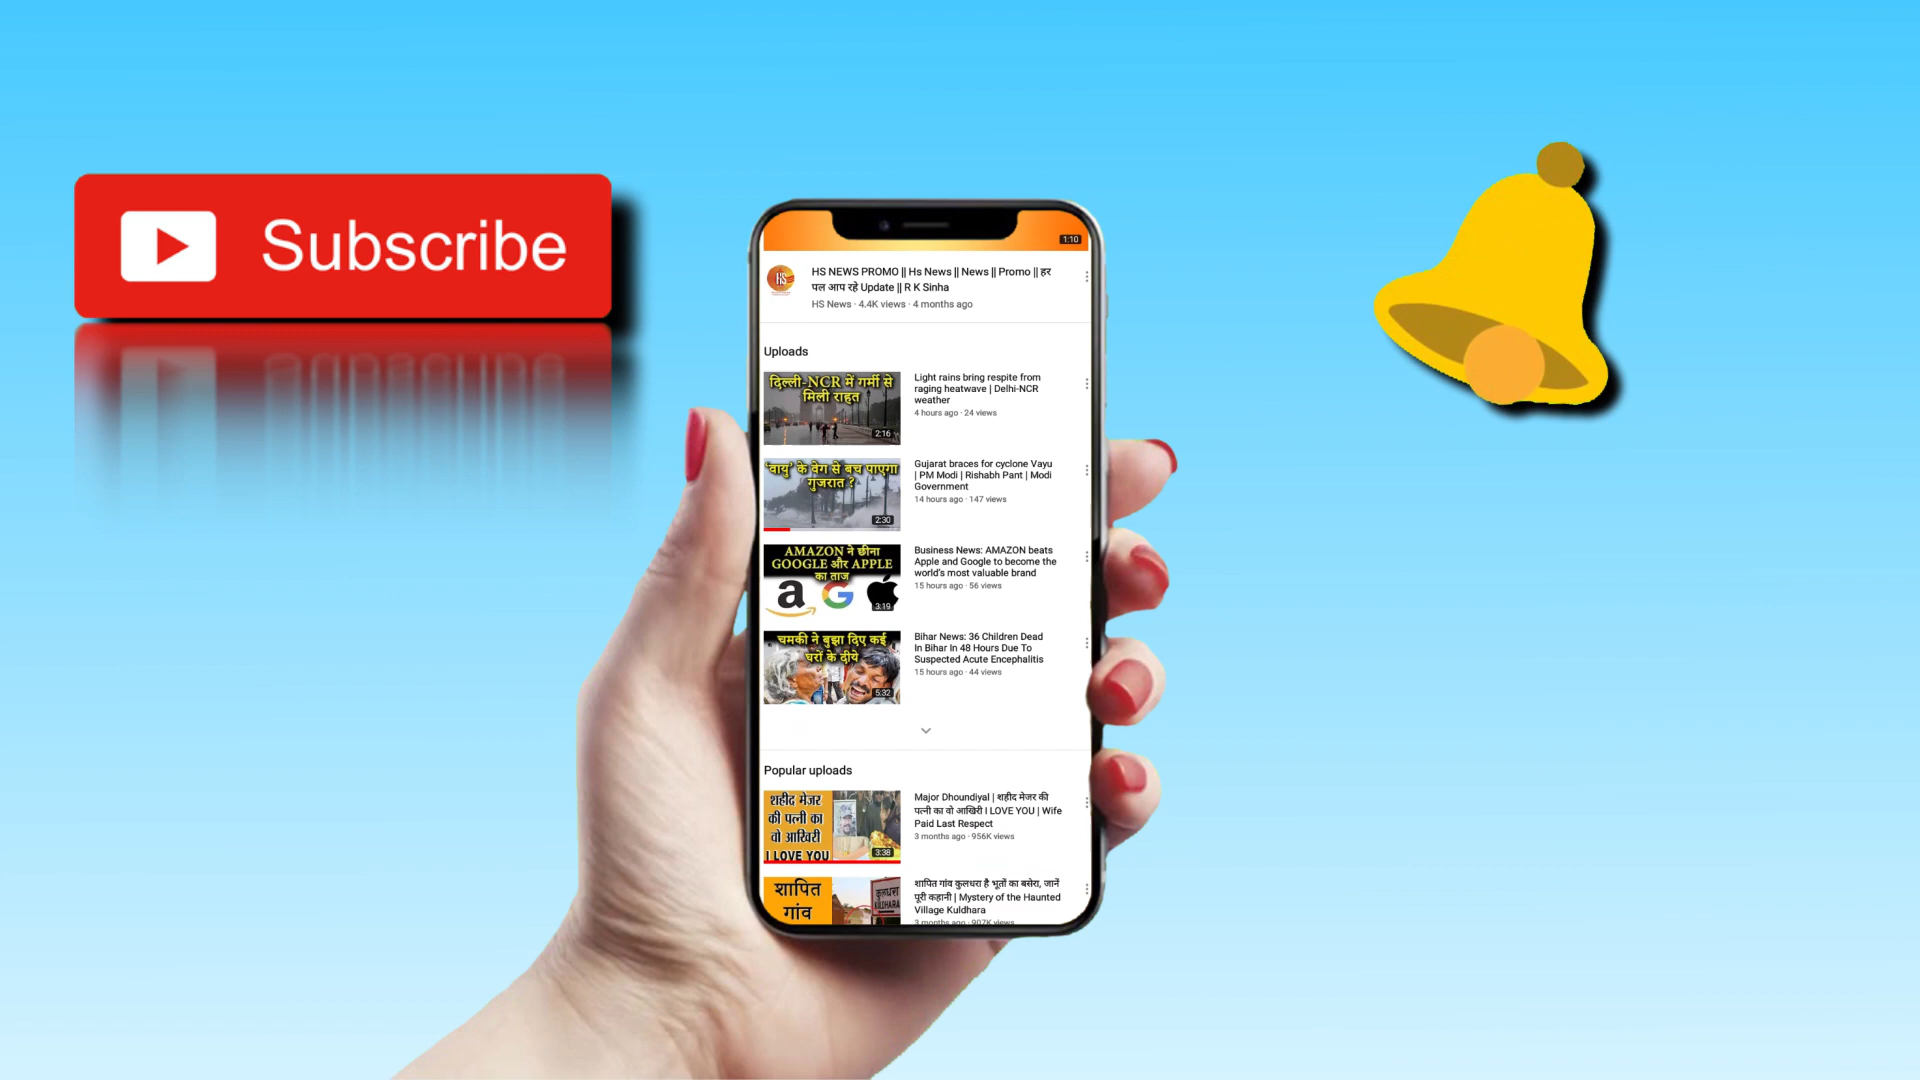 Subscribe
1:10
HS
HS NEWS PROMO || Hs News || News || Promo || हर
पल आप रहे Update || R K Sinha
HS News · 4.4K views · 4 months ago
Uploads
दिल्ली-NCR में गर्मी से
मिली राहत
2:16
Light rains bring respite from
raging heatwave | Delhi-NCR
weather
4 hours ago · 24 views
'वायु' के वेग से बच पाएगा
गुजरात ?
2:30
Gujarat braces for cyclone Vayu
| PM Modi | Rishabh Pant | Modi
Government
14 hours ago · 147 views
AMAZON ने छीना
GOOGLE और APPLE
का ताज
a G
3:19
Business News: AMAZON beats
Apple and Google to become the
world's most valuable brand
15 hours ago · 56 views
चमकी ने बुझा दिए कई
घरों के दीये
5:32
Bihar News: 36 Children Dead
In Bihar In 48 Hours Due To
Suspected Acute Encephalitis
15 hours ago · 44 views
Popular uploads
शहीद मेजर
की पत्नी का
वो आखिरी
I LOVE YOU
3:38
Major Dhoundiyal | शहीद मेजर की
पत्नी का वो आखिरी I LOVE YOU | Wife
Paid Last Respect
3 months ago · 956K views
शापित
गांव
कुलधरा
KULDHARA
शापित गांव कुलधरा है भूतों का बसेरा, जानें
पूरी कहानी | Mystery of the Haunted
Village Kuldhara
3 months ago · 907K views